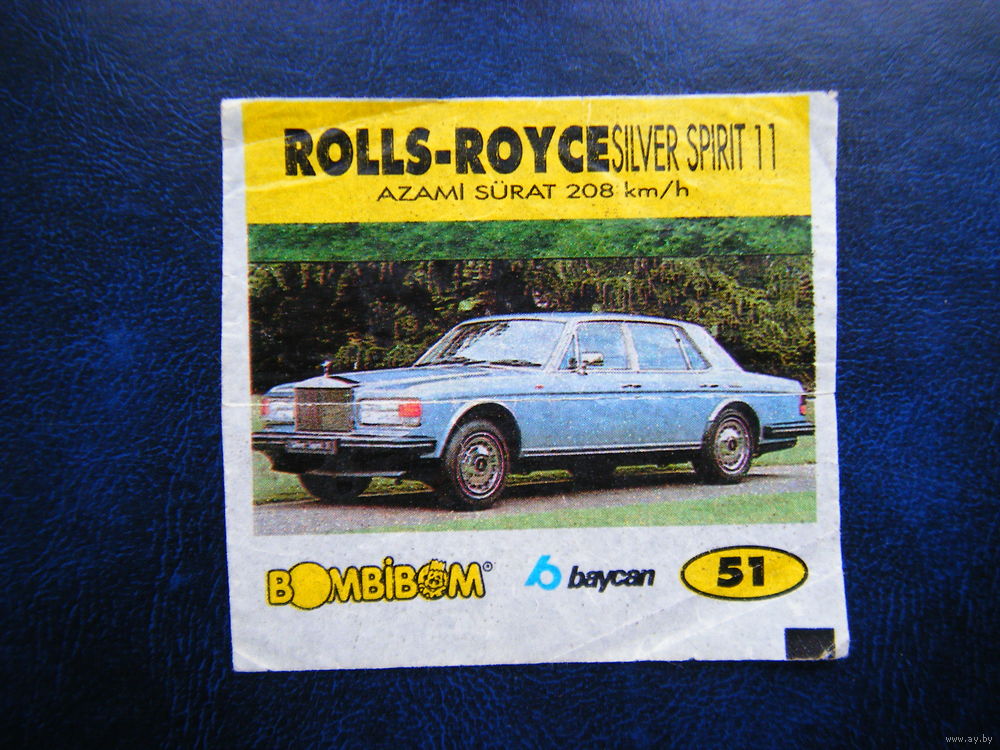 ROLLS-ROYCE SILVER SPIRIT 11
AZAMİ SÜRAT 208 km/h
BOMBİBOM
baycan
51
www.ay.by